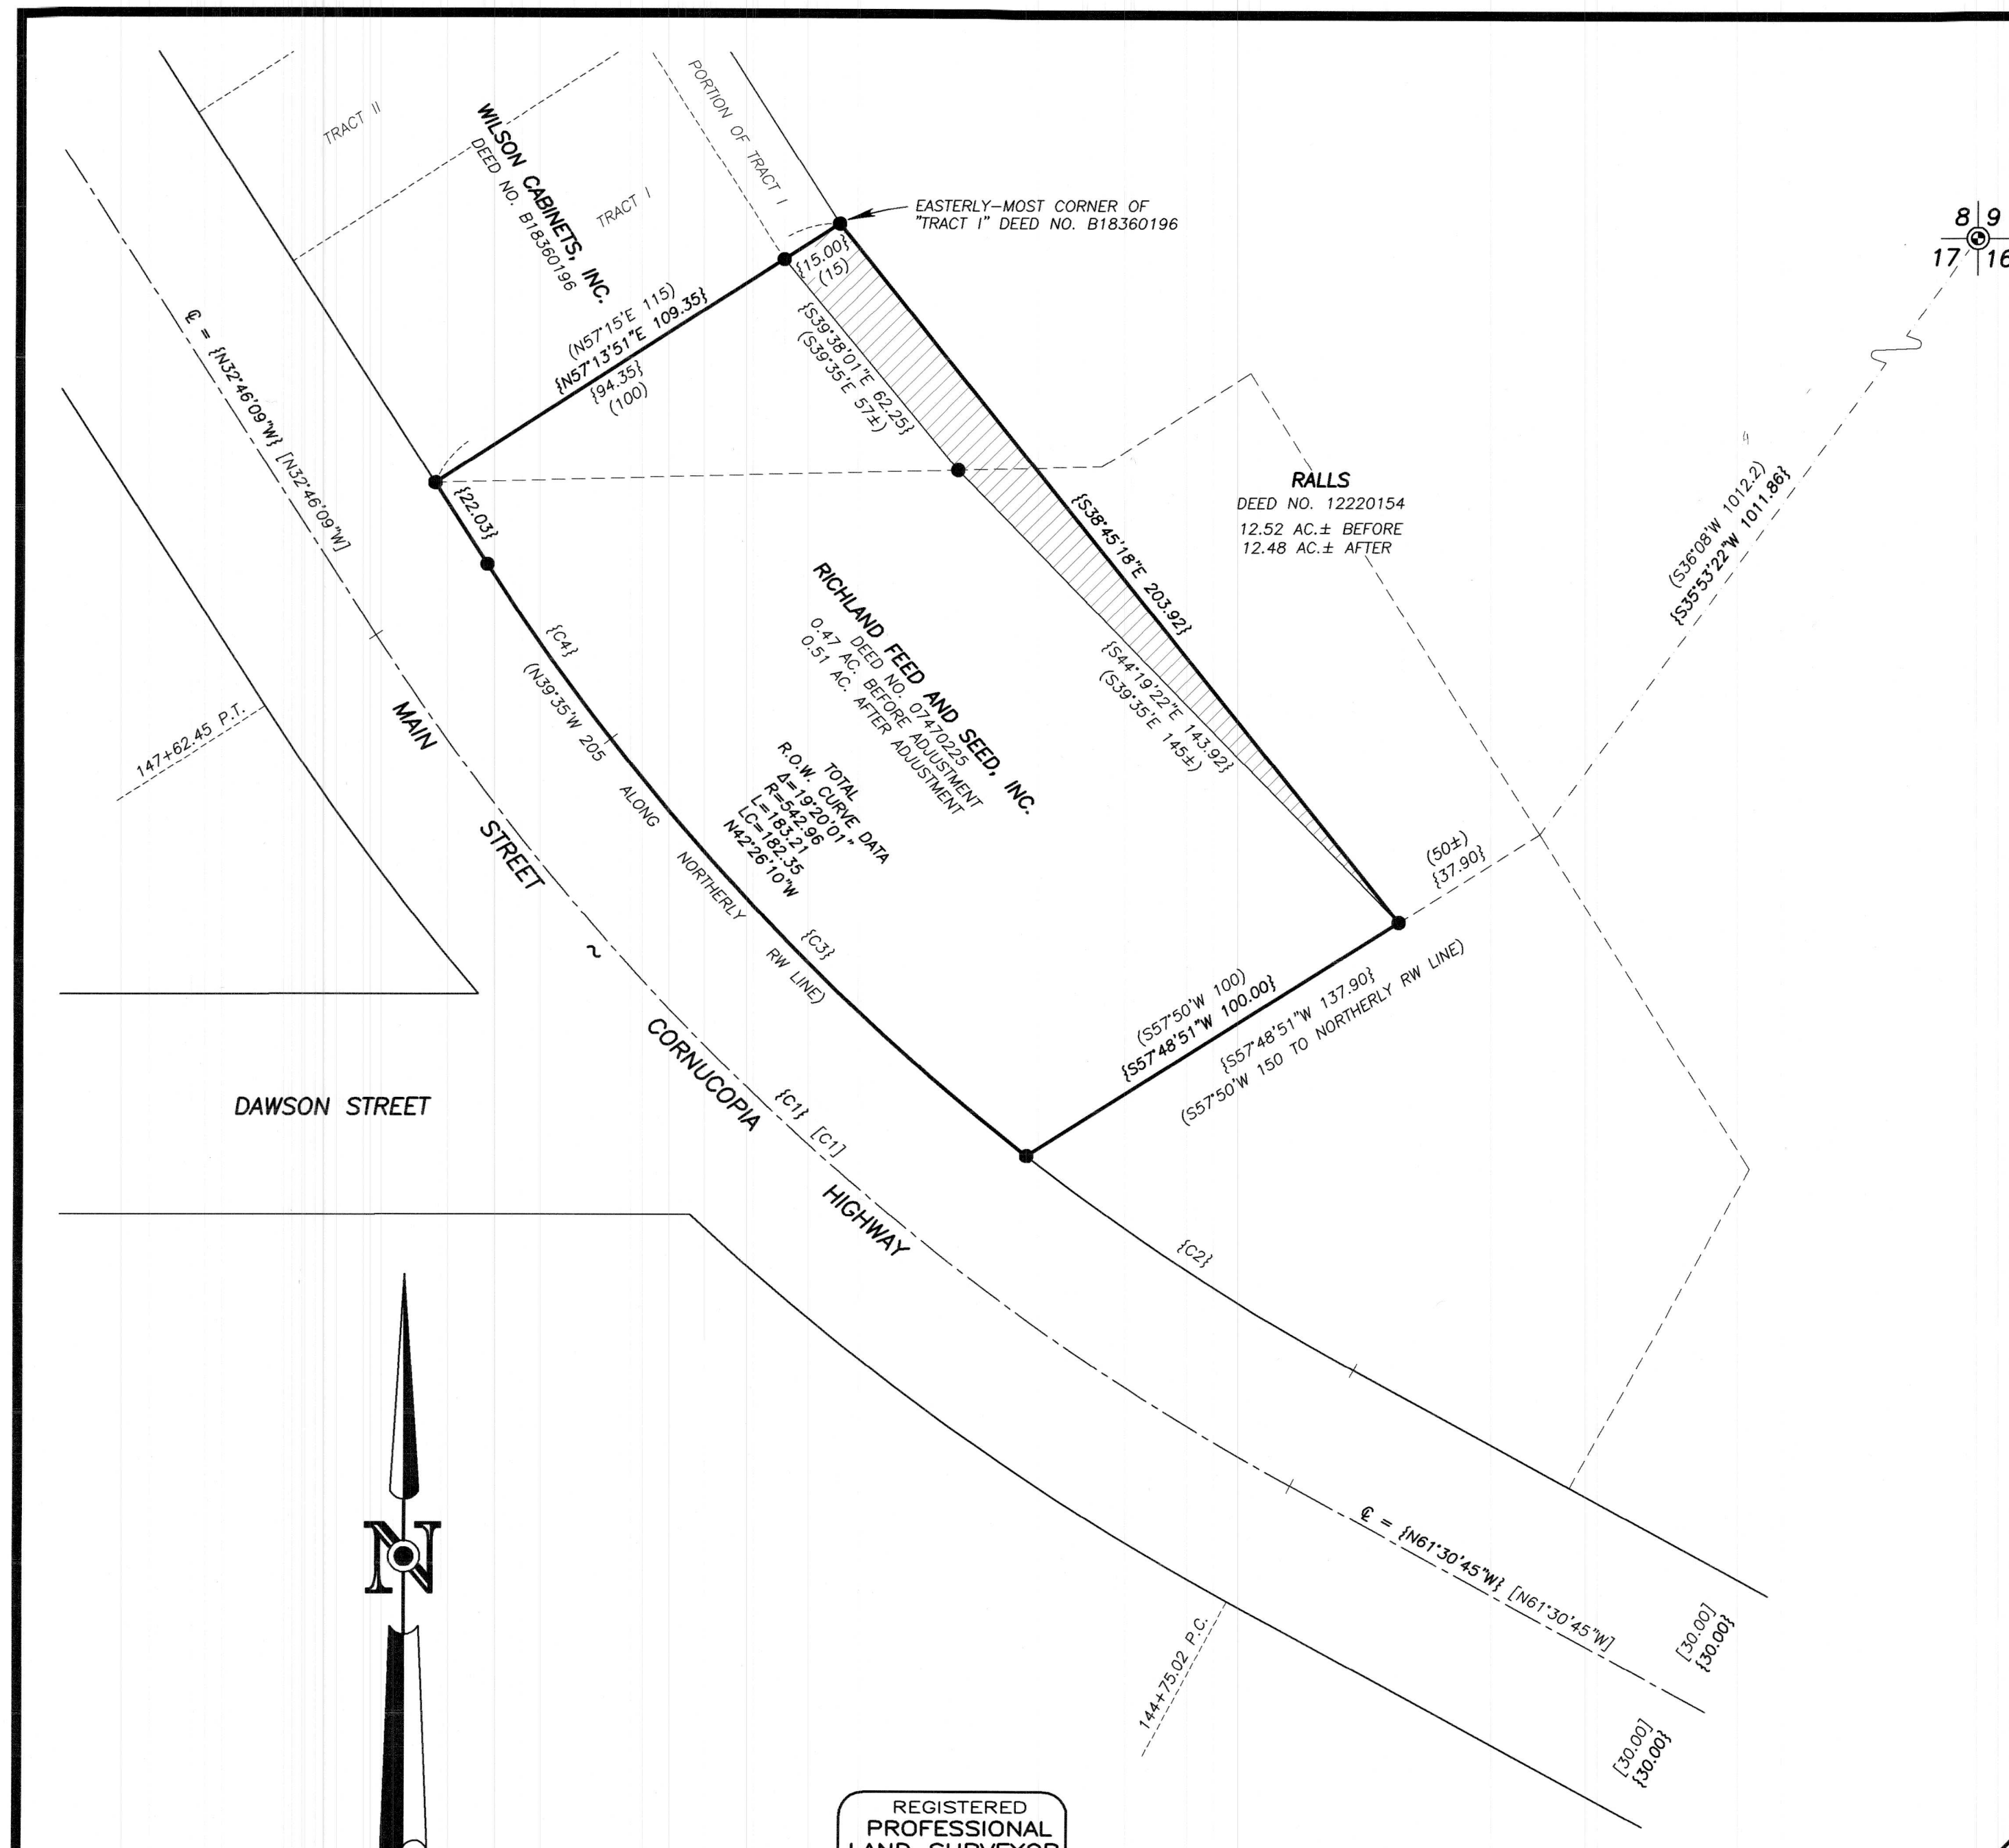 TRACT II
WILSON CABINETS, INC.
DEED NO. B18360196
TRACT I
PORTION OF TRACT I
EASTERLY-MOST CORNER OF
"TRACT I" DEED NO. B18360196
8 9
17 16
{15.00}
(15)
(N57°15'E 115)
{N57°13'51"E 109.35}
{94.35}
(100)
{S39°38'01"E 62.25}
(S39°35'E 57±)
℄ = {N32°46'09"W} [N32°46'09"W]
{22.03}
RALLS
DEED NO. 12220154
12.52 AC.± BEFORE
12.48 AC.± AFTER
{S38°45'18"E 203.92}
(S36°08'W 1012.2)
{S35°53'22"W 1011.86}
{C4}
(N39°35'W 205 ALONG NORTHERLY RW LINE)
RICHLAND FEED AND SEED, INC.
DEED NO. 07470225
0.47 AC. BEFORE ADJUSTMENT
0.51 AC. AFTER ADJUSTMENT
{S44°19'22"E 143.92}
(S39°35'E 145±)
147+62.45 P.T.
TOTAL
R.O.W. CURVE DATA
Δ=19°20'01"
R=542.96
L=183.21
LC=182.35
N42°26'10"W
(50±)
{37.90}
{C3}
MAIN STREET ~ CORNUCOPIA HIGHWAY
(S57°50'W 100)
{S57°48'51"W 100.00}
{S57°48'51"W 137.90}
(S57°50'W 150 TO NORTHERLY RW LINE)
DAWSON STREET
{C1} [C1]
{C2}
N
℄ = {N61°30'45"W} [N61°30'45"W]
144+75.02 P.C.
[30.00]
{30.00}
[30.00]
{30.00}
REGISTERED
PROFESSIONAL
LAND SURVEYOR